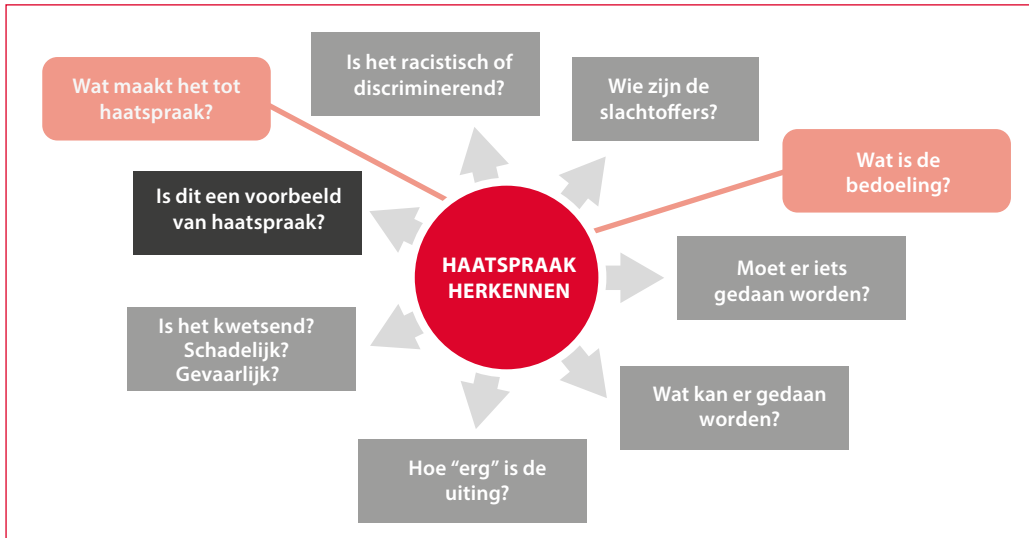 Is het racistisch of
discriminerend?
Wat maakt het tot
haatspraak?
Wie zijn de
slachtoffers?
Wat is de
bedoeling?
Is dit een voorbeeld
van haatspraak?
HAATSPRAAK
HERKENNEN
Moet er iets
gedaan worden?
Is het kwetsend?
Schadelijk?
Gevaarlijk?
Wat kan er gedaan
worden?
Hoe “erg” is de
uiting?